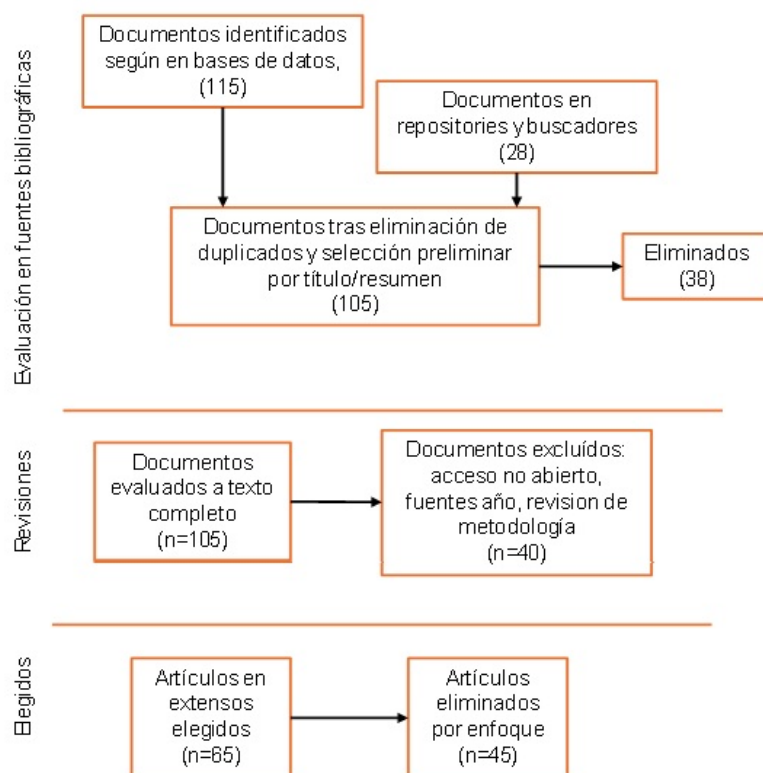 Evaluación en fuentes bibliográficas
Documentos identificados
según en bases de datos,
(115)
Documentos en
repositories y buscadores
(28)
Documentos tras eliminación de
duplicados y selección preliminar
por título/resumen
(105)
Eliminados
(38)
Revisiones
Documentos
evaluados a texto
completo
(n=105)
Documentos excluídos:
acceso no abierto,
fuentes año, revision de
metodología
(n=40)
Elegidos
Artículos en
extensos
elegidos
(n=65)
Artículos
eliminados
por enfoque
(n=45)